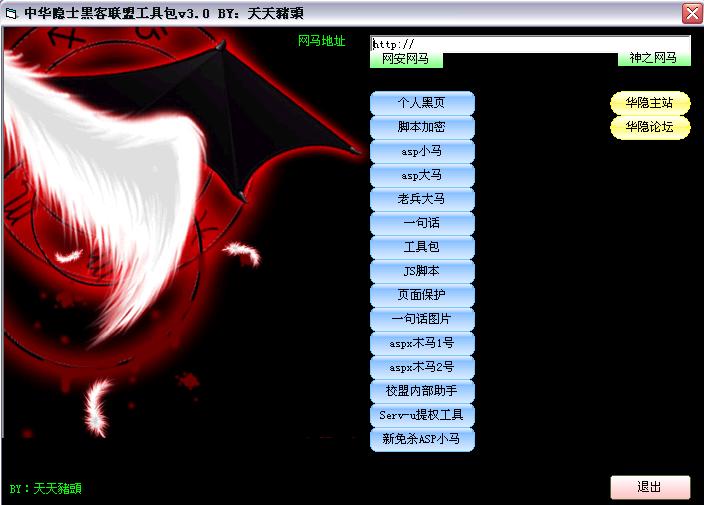 中华隐士黑客联盟工具包v3.0 BY：天天豬頭
网马地址
http://
网安网马
神之网马
个人黑页
华隐主站
脚本加密
华隐论坛
asp小马
asp大马
老兵大马
一句话
工具包
JS脚本
页面保护
一句话图片
aspx木马1号
aspx木马2号
校盟内部助手
Serv-u提权工具
新免杀ASP小马
BY：天天豬頭
退出